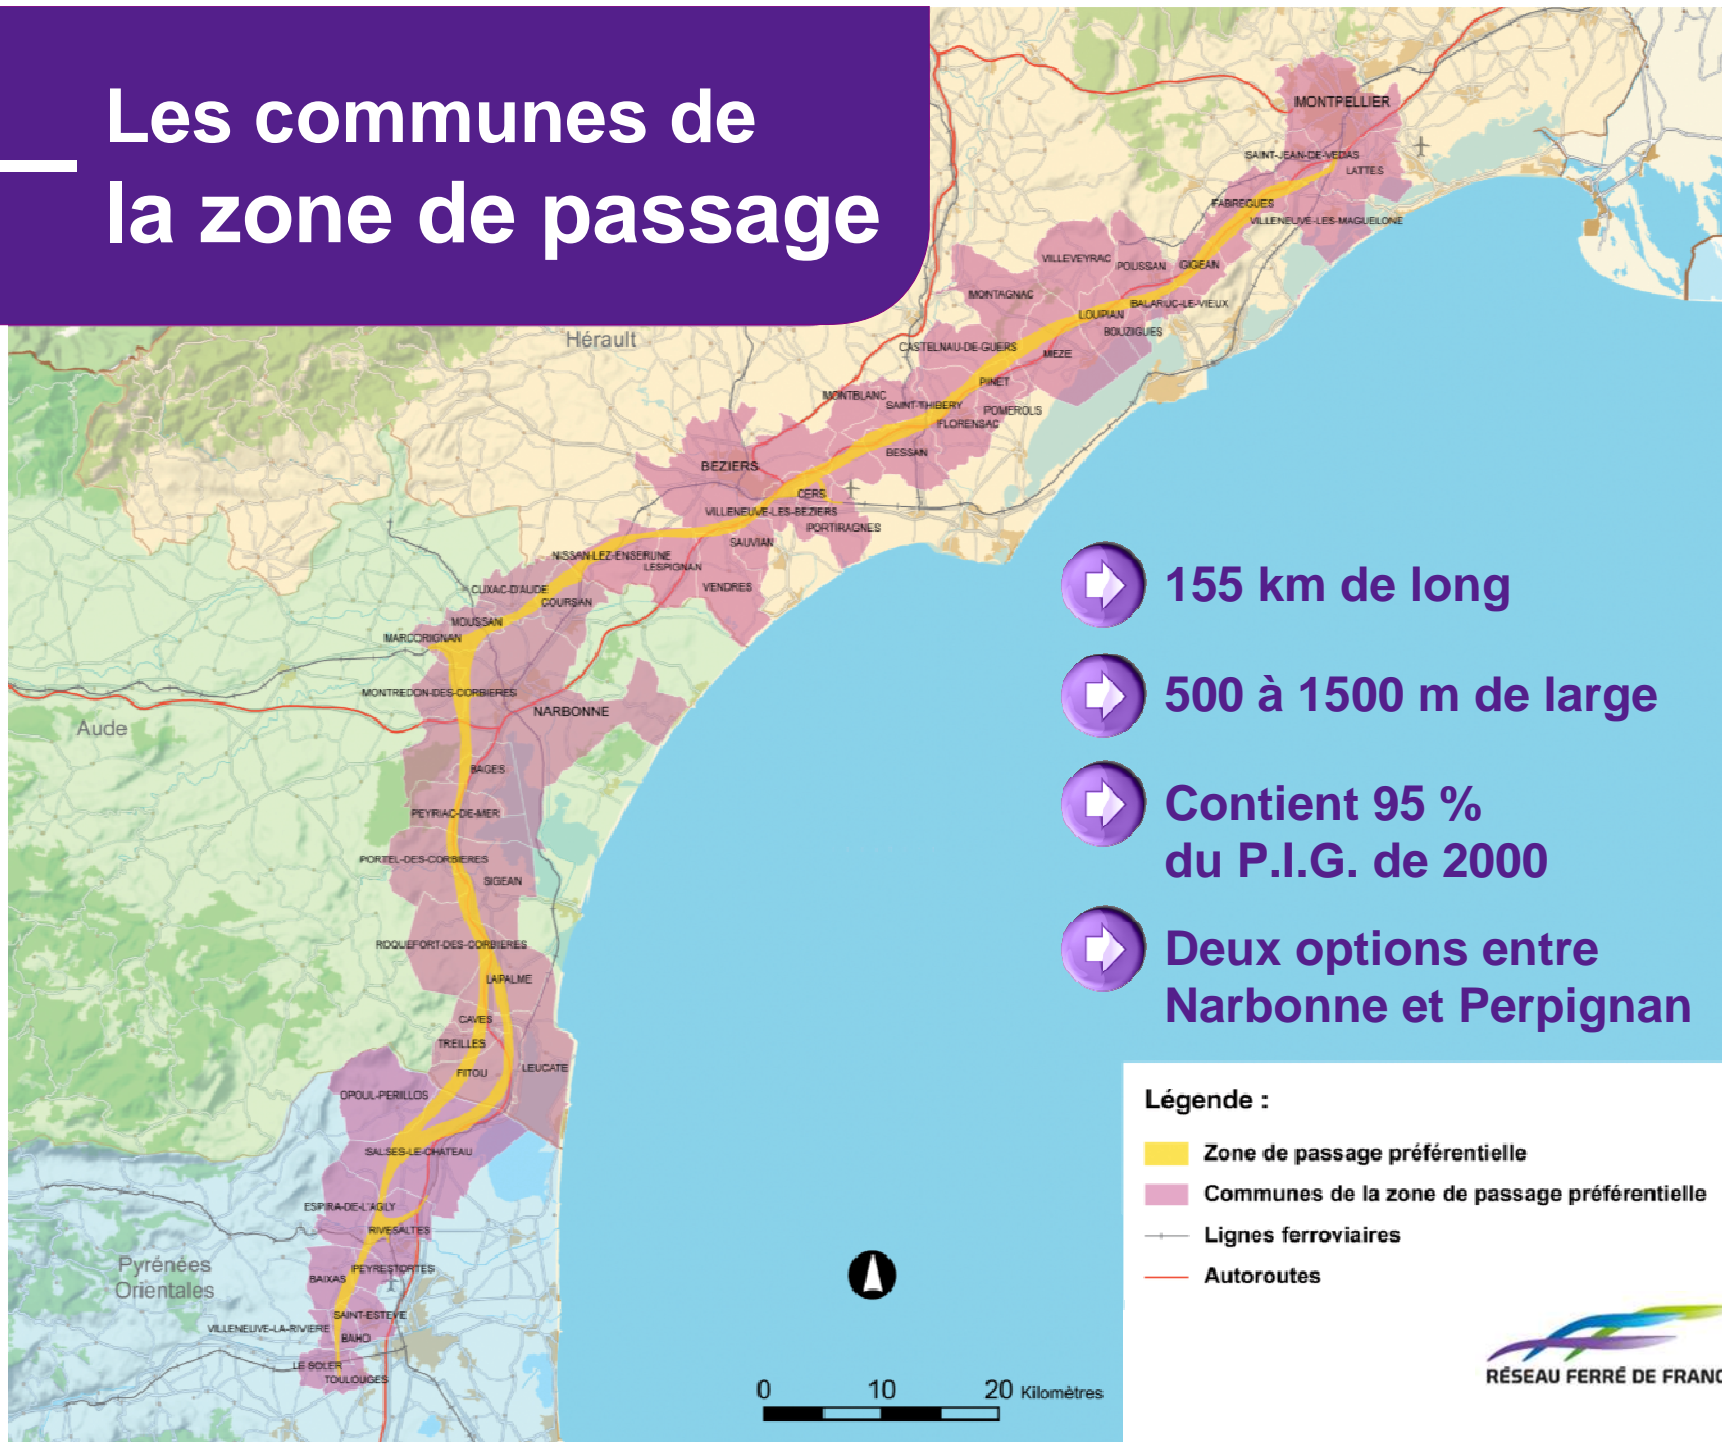 Les communes de
la zone de passage
MONTPELLIER
SAINT-JEAN-DE-VEDAS
LATTES
FABREGUES
VILLENEUVE-LES-MAGUELONE
VILLEVEYRAC
POUSSAN
GIGEAN
MONTAGNAC
BALARUC-LE-VIEUX
LOUPIAN
BOUZIGUES
Hérault
CASTELNAU-DE-GUERS
MEZE
PINET
MONTBLANC
SAINT-THIBERY
POMEROLS
FLORENSAC
BESSAN
BEZIERS
CERS
VILLENEUVE-LES-BEZIERS
PORTIRAGNES
SAUVIAN
NISSAN-LEZ-ENSERUNE
LESPIGNAN
VENDRES
CUXAC-D'AUDE
COURSAN
MOUSSAN
MARCORIGNAN
MONTREDON-DES-CORBIERES
NARBONNE
Aude
BAGES
PEYRIAC-DE-MER
PORTEL-DES-CORBIERES
SIGEAN
ROQUEFORT-DES-CORBIERES
LAPALME
CAVES
TREILLES
FITOU
LEUCATE
OPOUL-PERILLOS
SALSES-LE-CHATEAU
ESPIRA-DE-L'AGLY
RIVESALTES
Pyrénées
Orientales
PEYRESTORTES
BAIXAS
SAINT-ESTEVE
VILLENEUVE-LA-RIVIERE
BAHO
LE SOLER
TOULOUGES
155 km de long
500 à 1500 m de large
Contient 95 %
du P.I.G. de 2000
Deux options entre
Narbonne et Perpignan
Légende :
Zone de passage préférentielle
Communes de la zone de passage préférentielle
Lignes ferroviaires
Autoroutes
0 10 20 Kilomètres
RÉSEAU FERRÉ DE FRANC